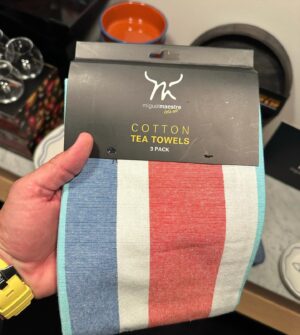 miguelmaestre
COTTON
TEA TOWELS
3 PACK